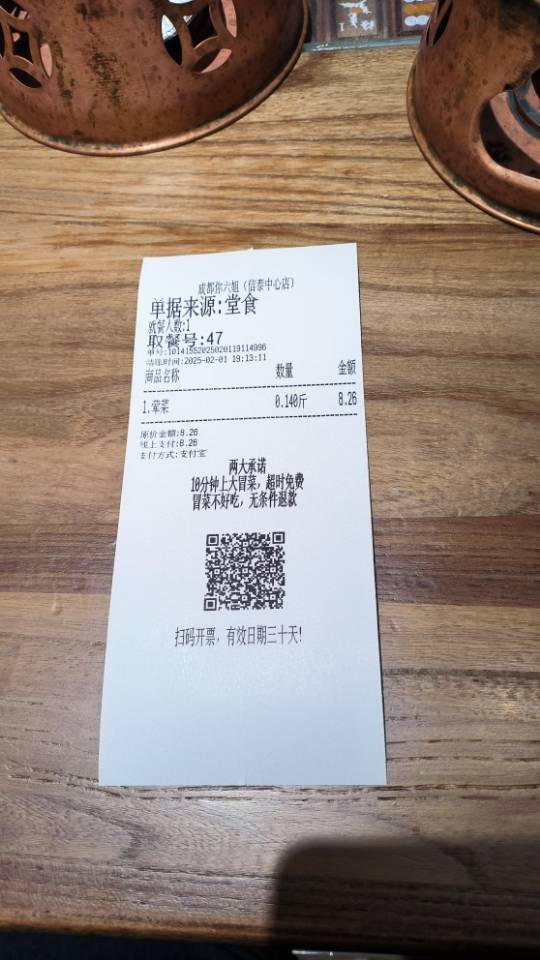 成都你六姐（信泰中心店）
单据来源:堂食
就餐人数:1
取餐号:47
单号:10141552025020119114996
结账时间:2025-02-01 19:13:11
商品名称 数量 金额
1.荤菜 0.140斤 8.26
原价金额:8.26
线上支付:8.26
支付方式:支付宝
两大承诺
10分钟上大冒菜，超时免费
冒菜不好吃，无条件退款
扫码开票，有效日期三十天!